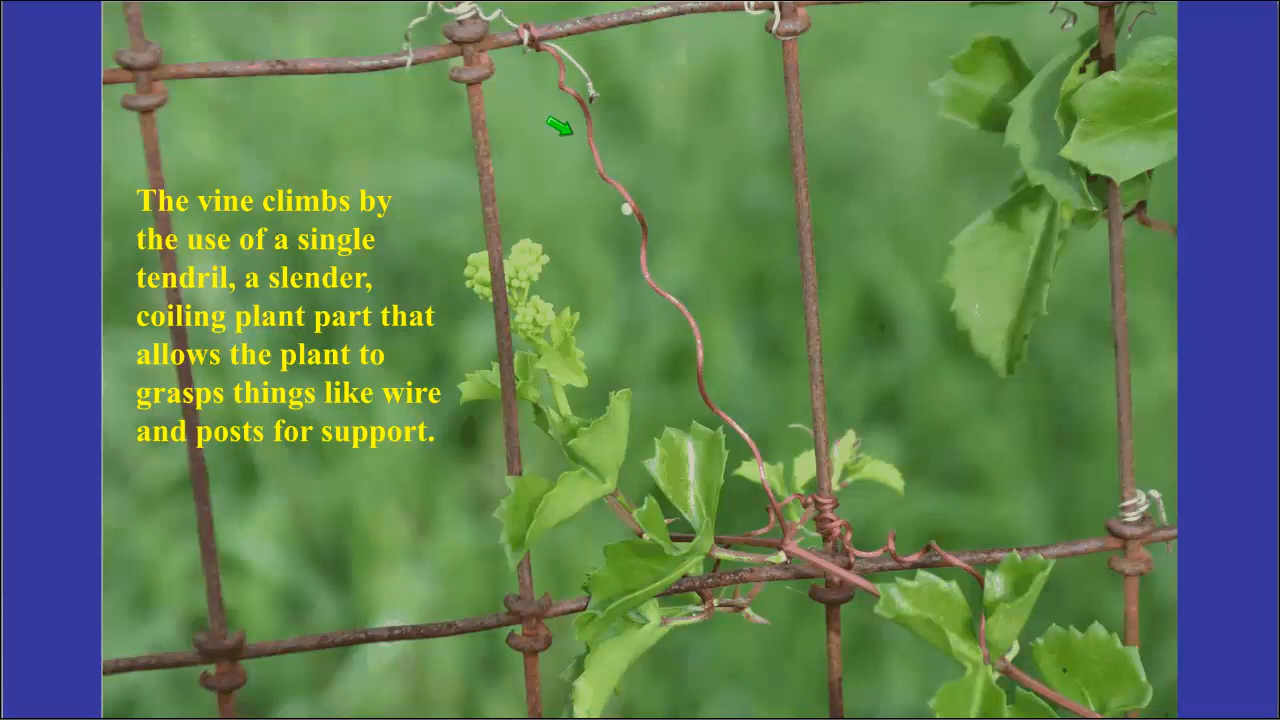 The vine climbs by
the use of a single
tendril, a slender,
coiling plant part that
allows the plant to
grasps things like wire
and posts for support.